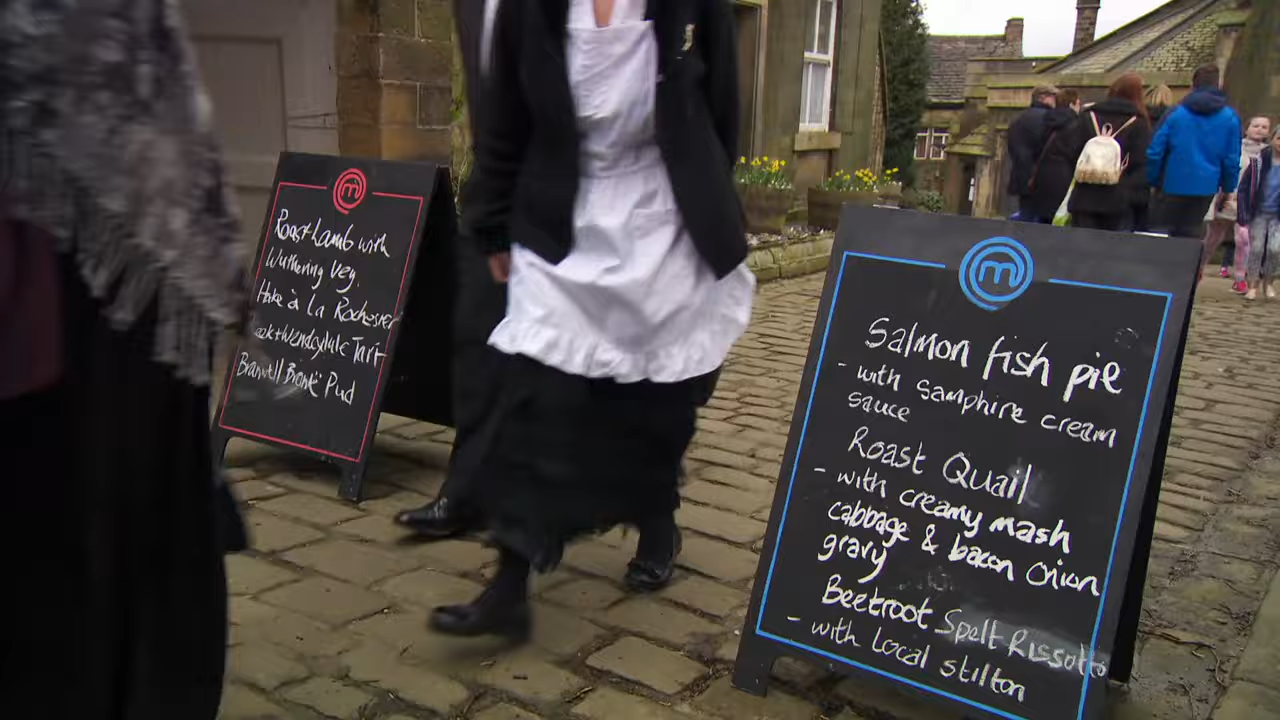 Roast Lamb with
Wuthering Veg.
Hake à La Rochester
Tart
Branwell Brontë Pud
m
Salmon fish pie
- with samphire cream
sauce
Roast Quail
- with creamy mash
cabbage & bacon onion
gravy
Beetroot Spelt Rissotto
- with Local stilton